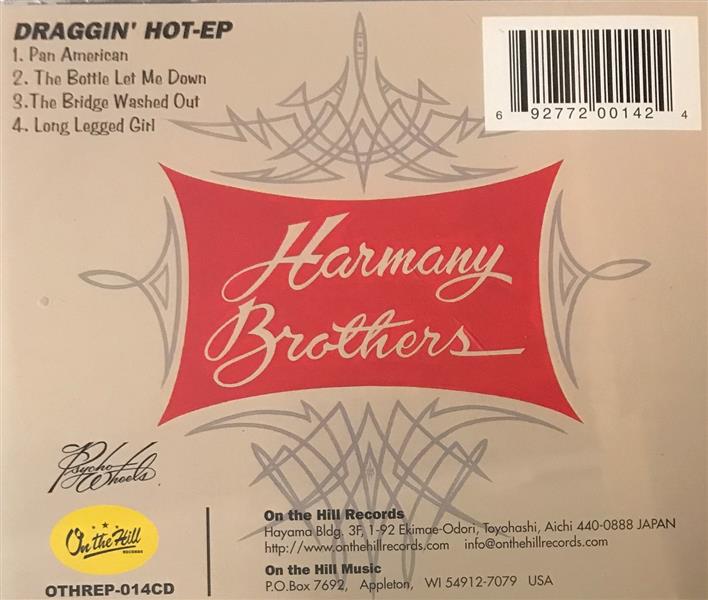 DRAGGIN' HOT-EP
1. Pan American
2. The Bottle Let Me Down
3.The Bridge Washed Out
4. Long Legged Girl
6 92772 00142 4
Harmany
Brothers
Psycho
Wheels
On the Hill
RECORDS
OTHREP-014CD
On the Hill Records
Hayama Bldg. 3F, 1-92 Ekimae-Odori, Toyohashi, Aichi 440-0888 JAPAN
http://www.onthehillrecords.com info@onthehillrecords.com
On the Hill Music
P.O.Box 7692, Appleton, WI 54912-7079 USA